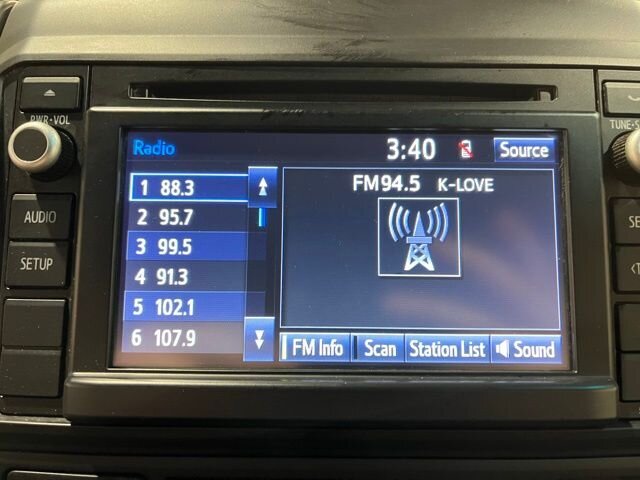 PWR·VOL
TUNE·S
Radio
3:40
Source
1 88.3
2 95.7
3 99.5
4 91.3
5 102.1
6 107.9
FM94.5 K-LOVE
FM Info
Scan
Station List
Sound
AUDIO
SETUP
SE
<T